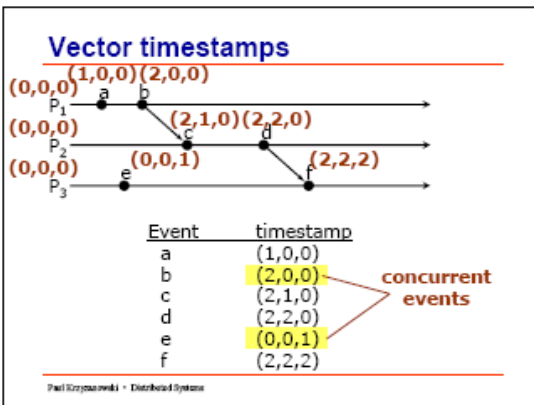 Vector timestamps
(1,0,0) (2,0,0)
(0,0,0)
a b
P1
(2,1,0) (2,2,0)
(0,0,0)
c d
P2
(0,0,1) (2,2,2)
(0,0,0)
e f
P3
Event timestamp
a (1,0,0)
b (2,0,0)
c (2,1,0)
d (2,2,0)
e (0,0,1)
f (2,2,2)
concurrent
events
Paul Krzyzanowski • Distributed Systems